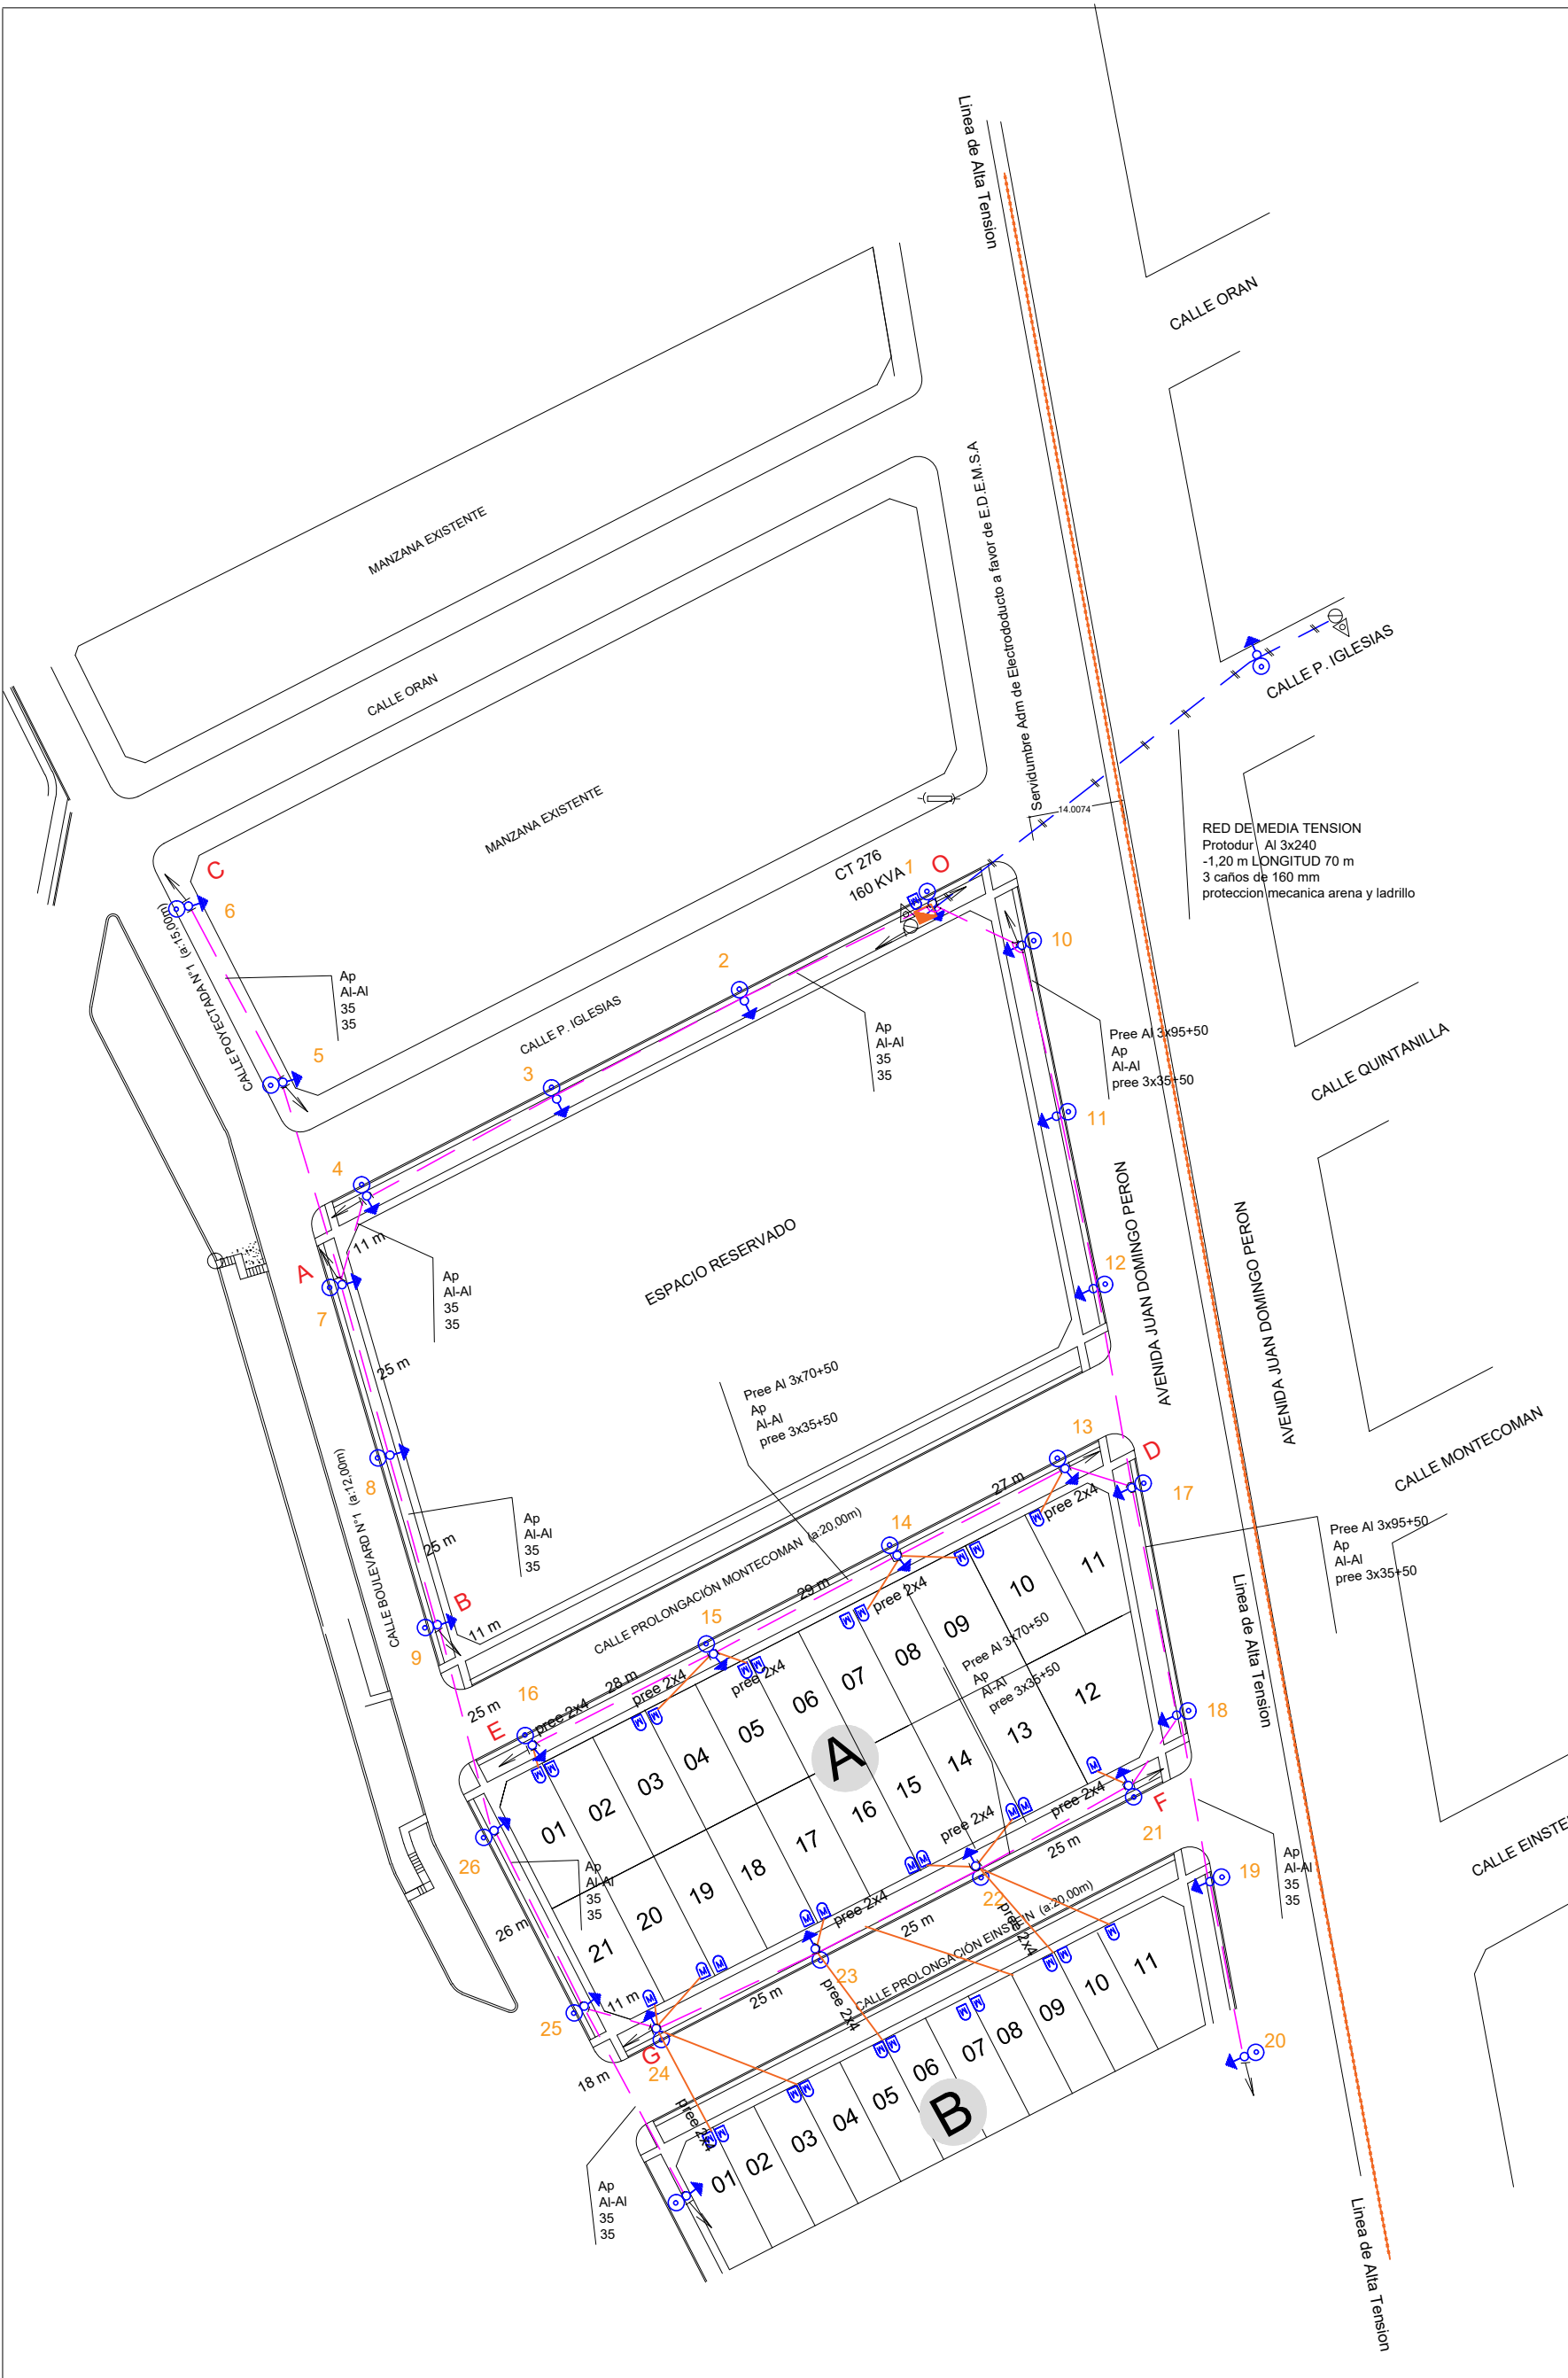 Linea de Alta Tension
CALLE ORAN
MANZANA EXISTENTE
CALLE ORAN
Servidumbre Adm de Electrododucto a favor de E.D.E.M.S.A
CALLE P. IGLESIAS
MANZANA EXISTENTE
14.0074
RED DE MEDIA TENSION
Protodur Al 3x240
-1,20 m LONGITUD 70 m
3 caños de 160 mm
proteccion mecanica arena y ladrillo
CT 276
160 KVA
1
O
C
6
CALLE POYECTADA N°1 (a:15,00m)
Ap
Al-Al
35
35
5
2
10
CALLE P. IGLESIAS
3
Ap
Al-Al
35
35
Pree Al 3x95+50
Ap
Al-Al
pree 3x35+50
CALLE QUINTANILLA
11
4
11 m
A
7
Ap
Al-Al
35
35
ESPACIO RESERVADO
12
AVENIDA JUAN DOMINGO PERON
AVENIDA JUAN DOMINGO PERON
25 m
8
25 m
CALLE BOULEVARD N°1 (a:12,00m)
Ap
Al-Al
35
35
Pree Al 3x70+50
Ap
Al-Al
pree 3x35+50
13
D
17
CALLE MONTECOMAN
27 m
pree 2x4
14
CALLE PROLONGACIÓN MONTECOMAN (a:20,00m)
29 m
pree 2x4
Pree Al 3x95+50
Ap
Al-Al
pree 3x35+50
B
9
11 m
15
28 m
pree 2x4
pree 2x4
25 m
E
16
pree 2x4
Linea de Alta Tension
11
10
09
08
07
06
05
04
03
02
01
Pree Al 3x70+50
Ap
Al-Al
pree 3x35+50
A
12
13
14
15
16
17
18
19
20
21
18
26
Ap
Al-Al
35
35
26 m
pree 2x4
pree 2x4
F
21
25 m
22
19
Ap
Al-Al
35
35
CALLE EINSTE
pree 2x4
25 m
CALLE PROLONGACIÓN EINSTEIN (a:20,00m)
pree 2x4
23
25 m
pree 2x4
11 m
25
G
24
18 m
pree 2x4
11
10
09
08
07
06
05
04
03
02
01
B
20
Ap
Al-Al
35
35
Linea de Alta Tension